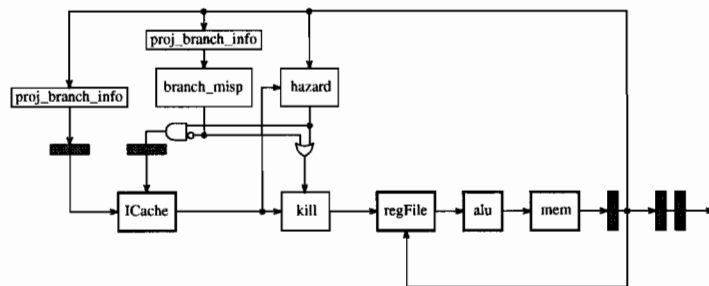 proj_branch_info
branch_misp
hazard
proj_branch_info
ICache
kill
regFile
alu
mem